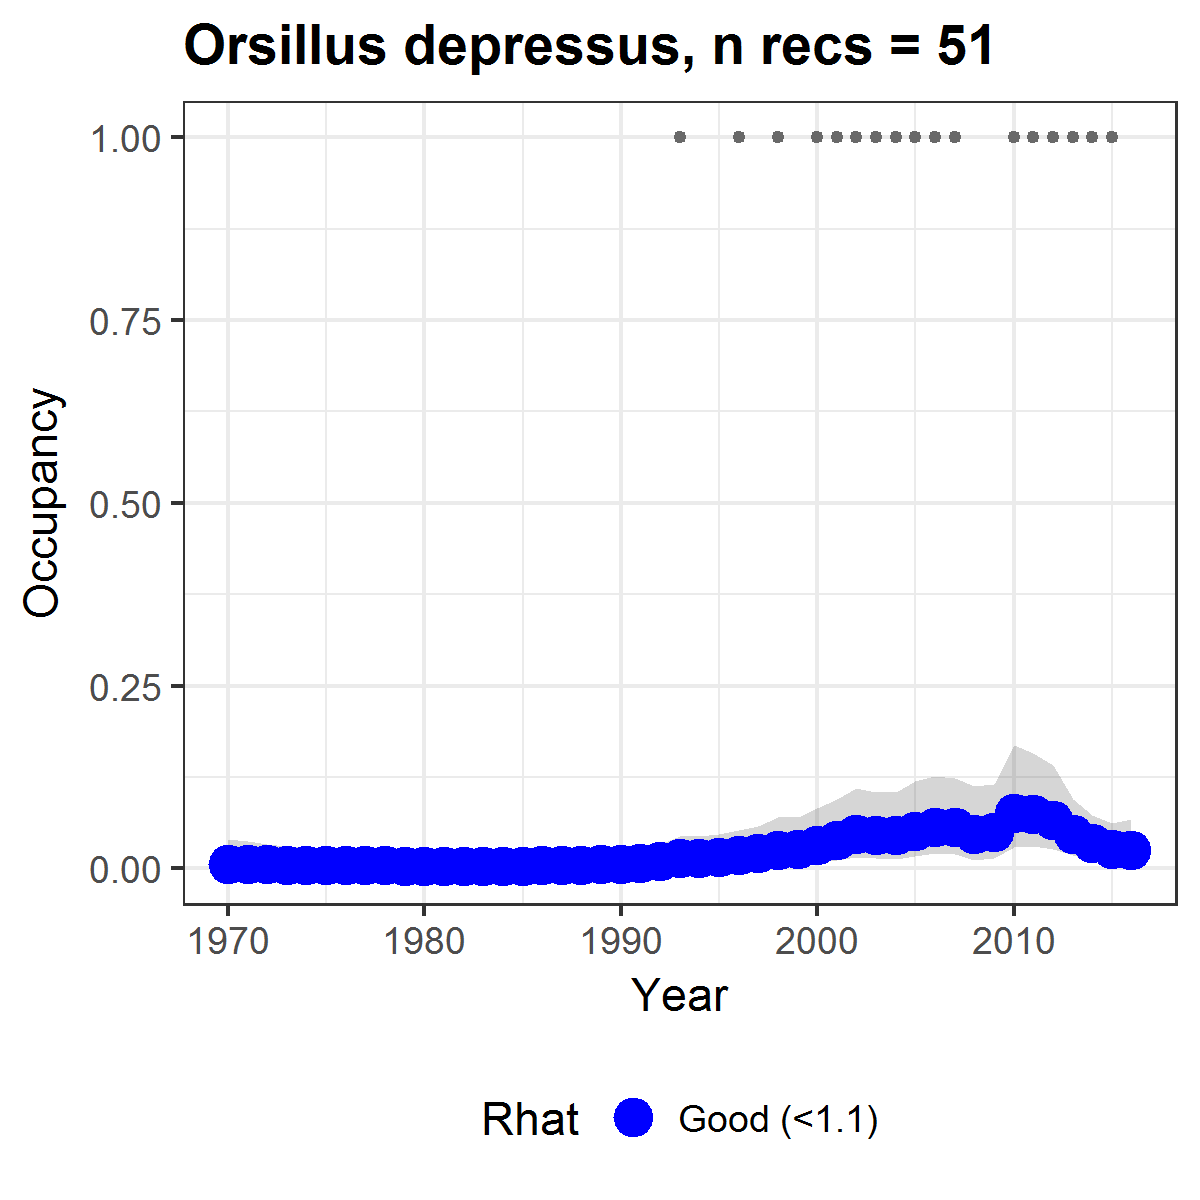 Orsillus depressus, n recs = 51
1.00
0.75
0.50
0.25
0.00
Occupancy
1970 1980 1990 2000 2010
Year
Rhat Good (<1.1)